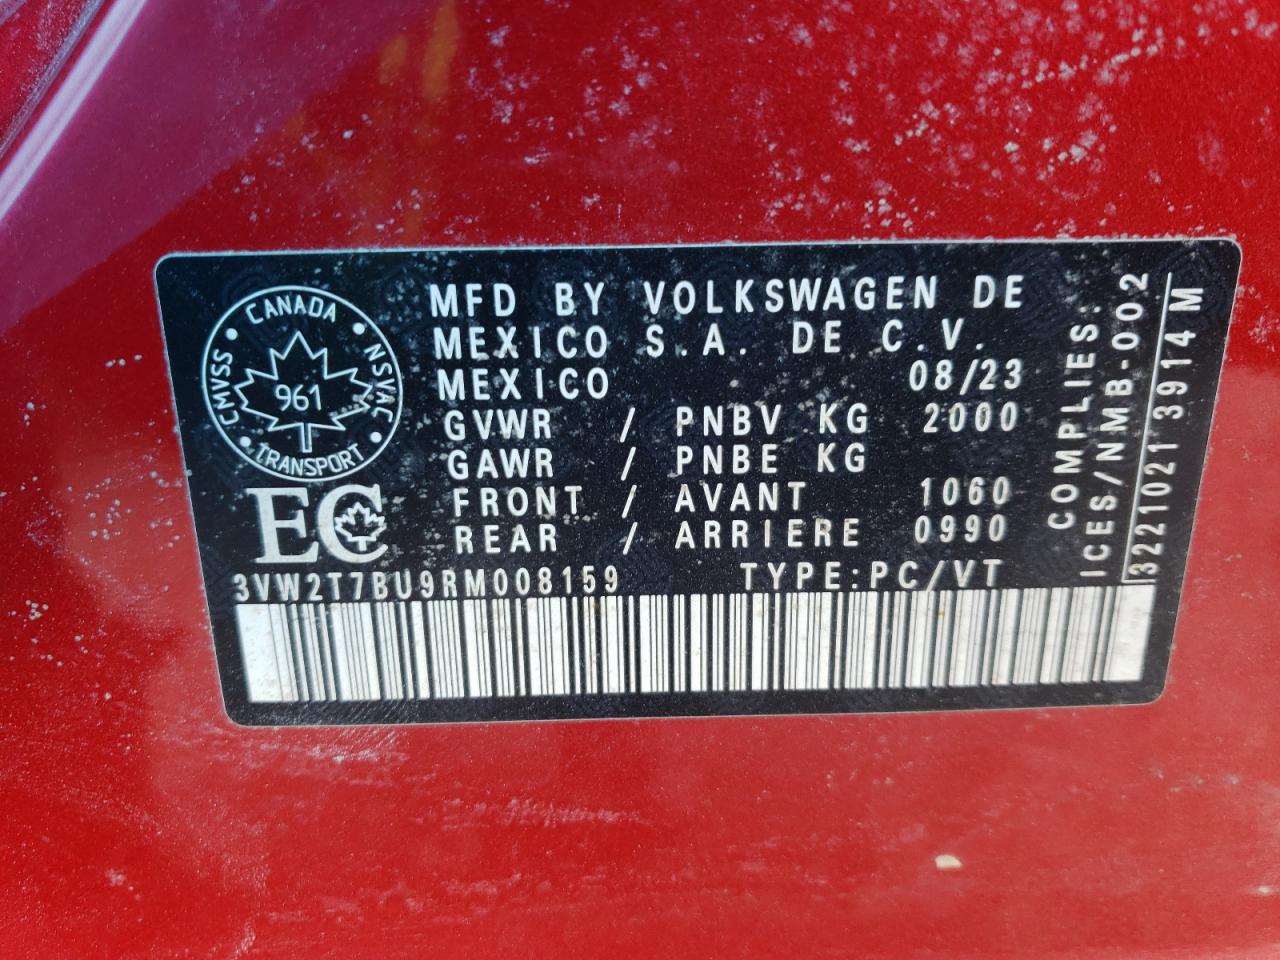 CANADA
CMVSS
NSVAC
961
TRANSPORT
EC
MFD BY VOLKSWAGEN DE
MEXICO S.A. DE C.V.
MEXICO 08/23
GVWR / PNBV KG 2000
GAWR / PNBE KG
FRONT / AVANT 1060
REAR / ARRIERE 0990
3VW2T7BU9RM008159 TYPE:PC/VT
COMPLIES:
ICES/NMB-002
3221021 3914 M